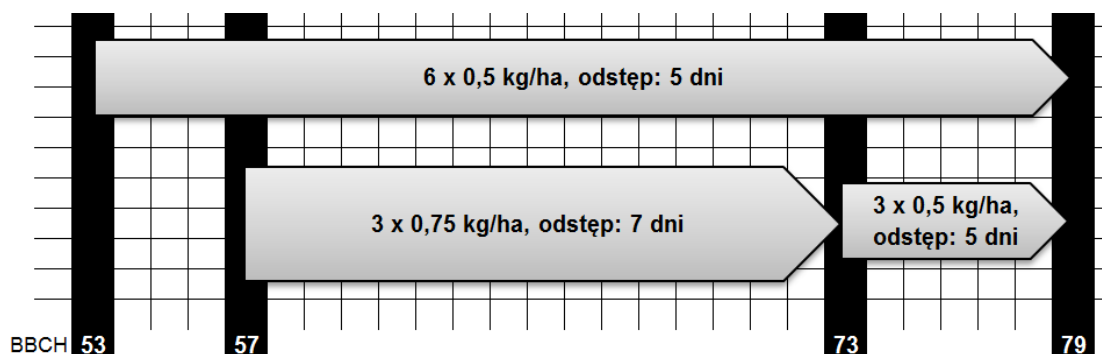 6 x 0,5 kg/ha, odstęp: 5 dni
3 x 0,75 kg/ha, odstęp: 7 dni
3 x 0,5 kg/ha,
odstęp: 5 dni
BBCH 53 57 73 79